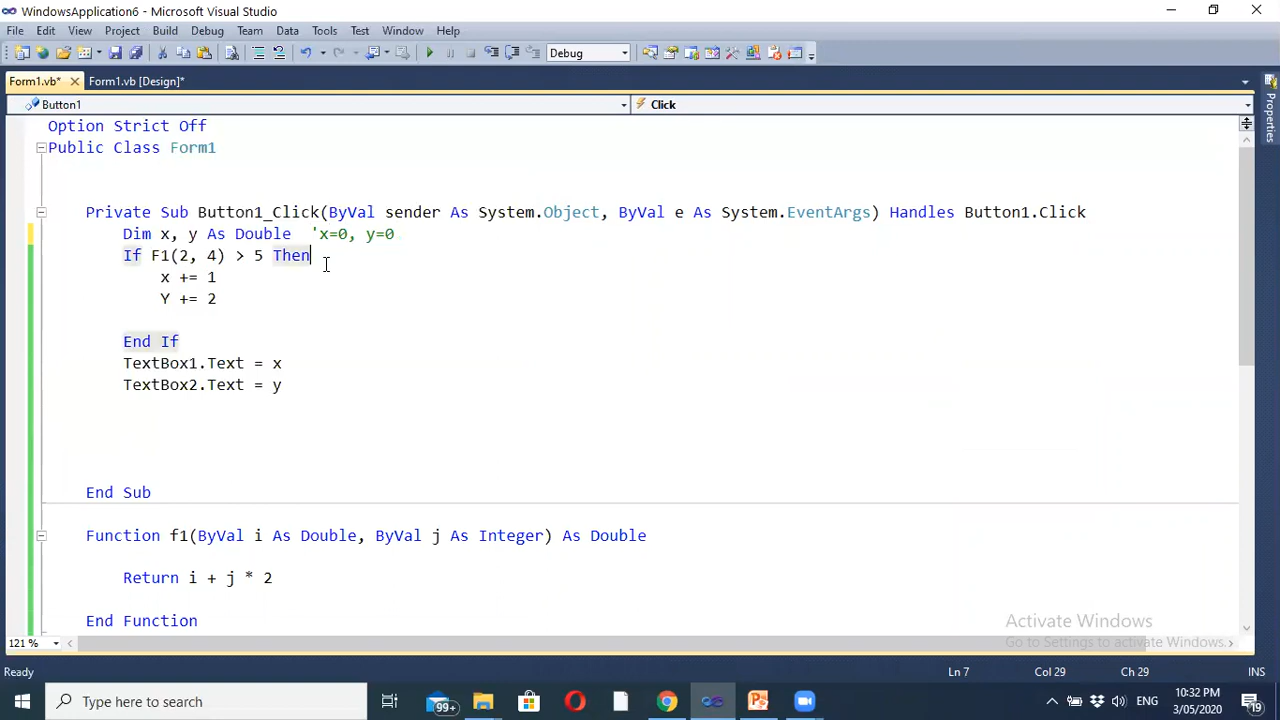 WindowsApplication6 - Microsoft Visual Studio
File Edit View Project Build Debug Team Data Tools Test Window Help
Debug
Form1.vb* Form1.vb [Design]*
Properties
Button1 Click
Option Strict Off
Public Class Form1
Private Sub Button1_Click(ByVal sender As System.Object, ByVal e As System.EventArgs) Handles Button1.Click
Dim x, y As Double 'x=0, y=0
If F1(2, 4) > 5 Then
x += 1
Y += 2
End If
TextBox1.Text = x
TextBox2.Text = y
End Sub
Function f1(ByVal i As Double, ByVal j As Integer) As Double
Return i + j * 2
End Function
Activate Windows
Go to Settings to activate Windows.
121 %
Ready Ln 7 Col 29 Ch 29 INS
Type here to search
99+
ENG
10:32 PM
3/05/2020
19